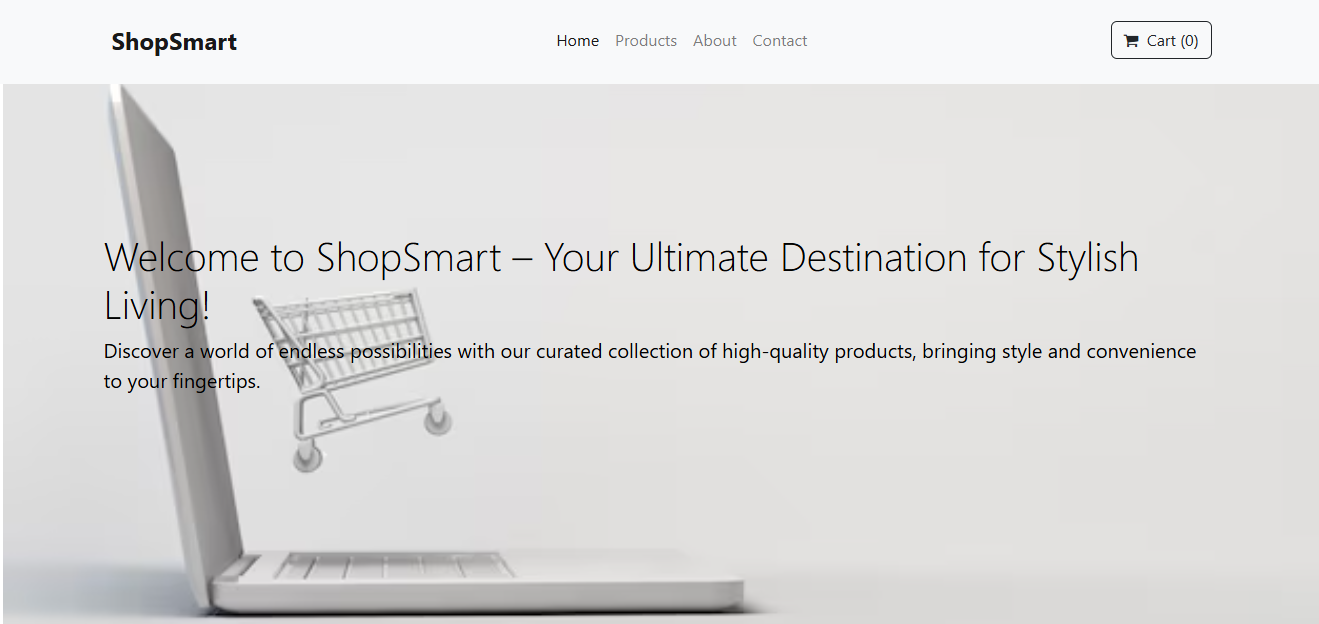 ShopSmart
Home Products About Contact
Cart (0)
Welcome to ShopSmart – Your Ultimate Destination for Stylish
Living!
Discover a world of endless possibilities with our curated collection of high-quality products, bringing style and convenience
to your fingertips.